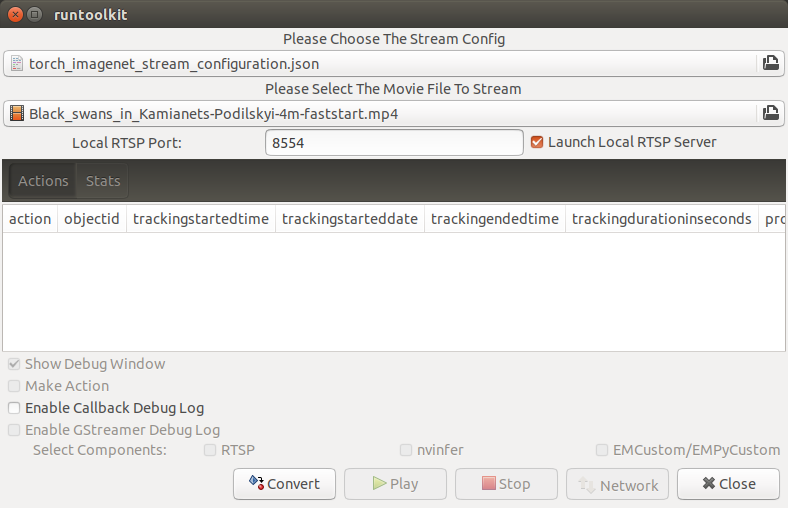 runtoolkit
Please Choose The Stream Config
torch_imagenet_stream_configuration.json
Please Select The Movie File To Stream
Black_swans_in_Kamianets-Podilskyi-4m-faststart.mp4
Local RTSP Port: 8554 Launch Local RTSP Server
Actions Stats
action objectid trackingstartedtime trackingstarteddate trackingendedtime trackingdurationinseconds pro
Show Debug Window
Make Action
Enable Callback Debug Log
Enable GStreamer Debug Log
Select Components: RTSP nvinfer EMCustom/EMPyCustom
Convert Play Stop Network Close